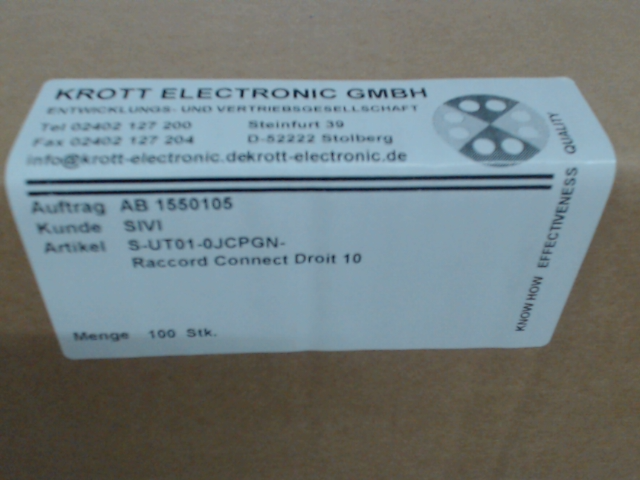 KROTT ELECTRONIC GMBH
ENTWICKLUNGS- UND VERTRIEBSGESELLSCHAFT
Tel 02402 127 200 Steinfurt 39
Fax 02402 127 204 D-52222 Stolberg
info@krott-electronic.dekrott-electronic.de
Auftrag AB 1550105
Kunde SIVI
Artikel S-UT01-0JCPGN-
Raccord Connect Droit 10
Menge 100 Stk.
KNOW HOW EFFECTIVENESS QUALITY